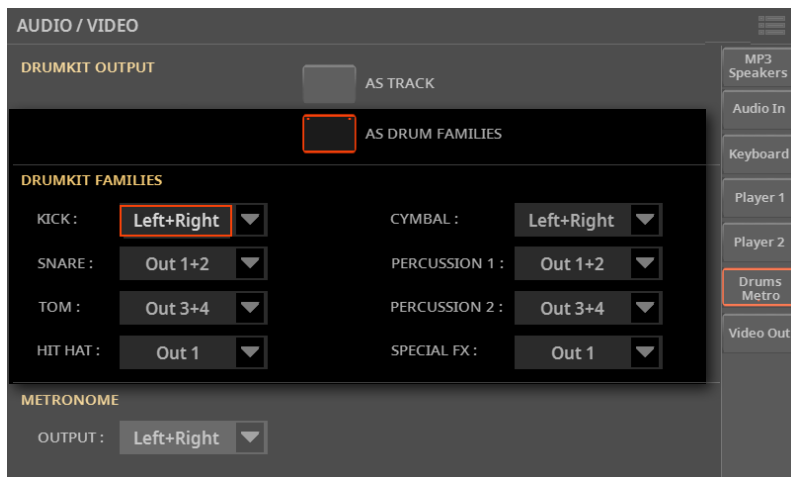 AUDIO / VIDEO
DRUMKIT OUTPUT
AS TRACK
AS DRUM FAMILIES
DRUMKIT FAMILIES
KICK : Left+Right CYMBAL : Left+Right
SNARE : Out 1+2 PERCUSSION 1 : Out 1+2
TOM : Out 3+4 PERCUSSION 2 : Out 3+4
HIT HAT : Out 1 SPECIAL FX : Out 1
METRONOME
OUTPUT : Left+Right
MP3
Speakers
Audio In
Keyboard
Player 1
Player 2
Drums
Metro
Video Out